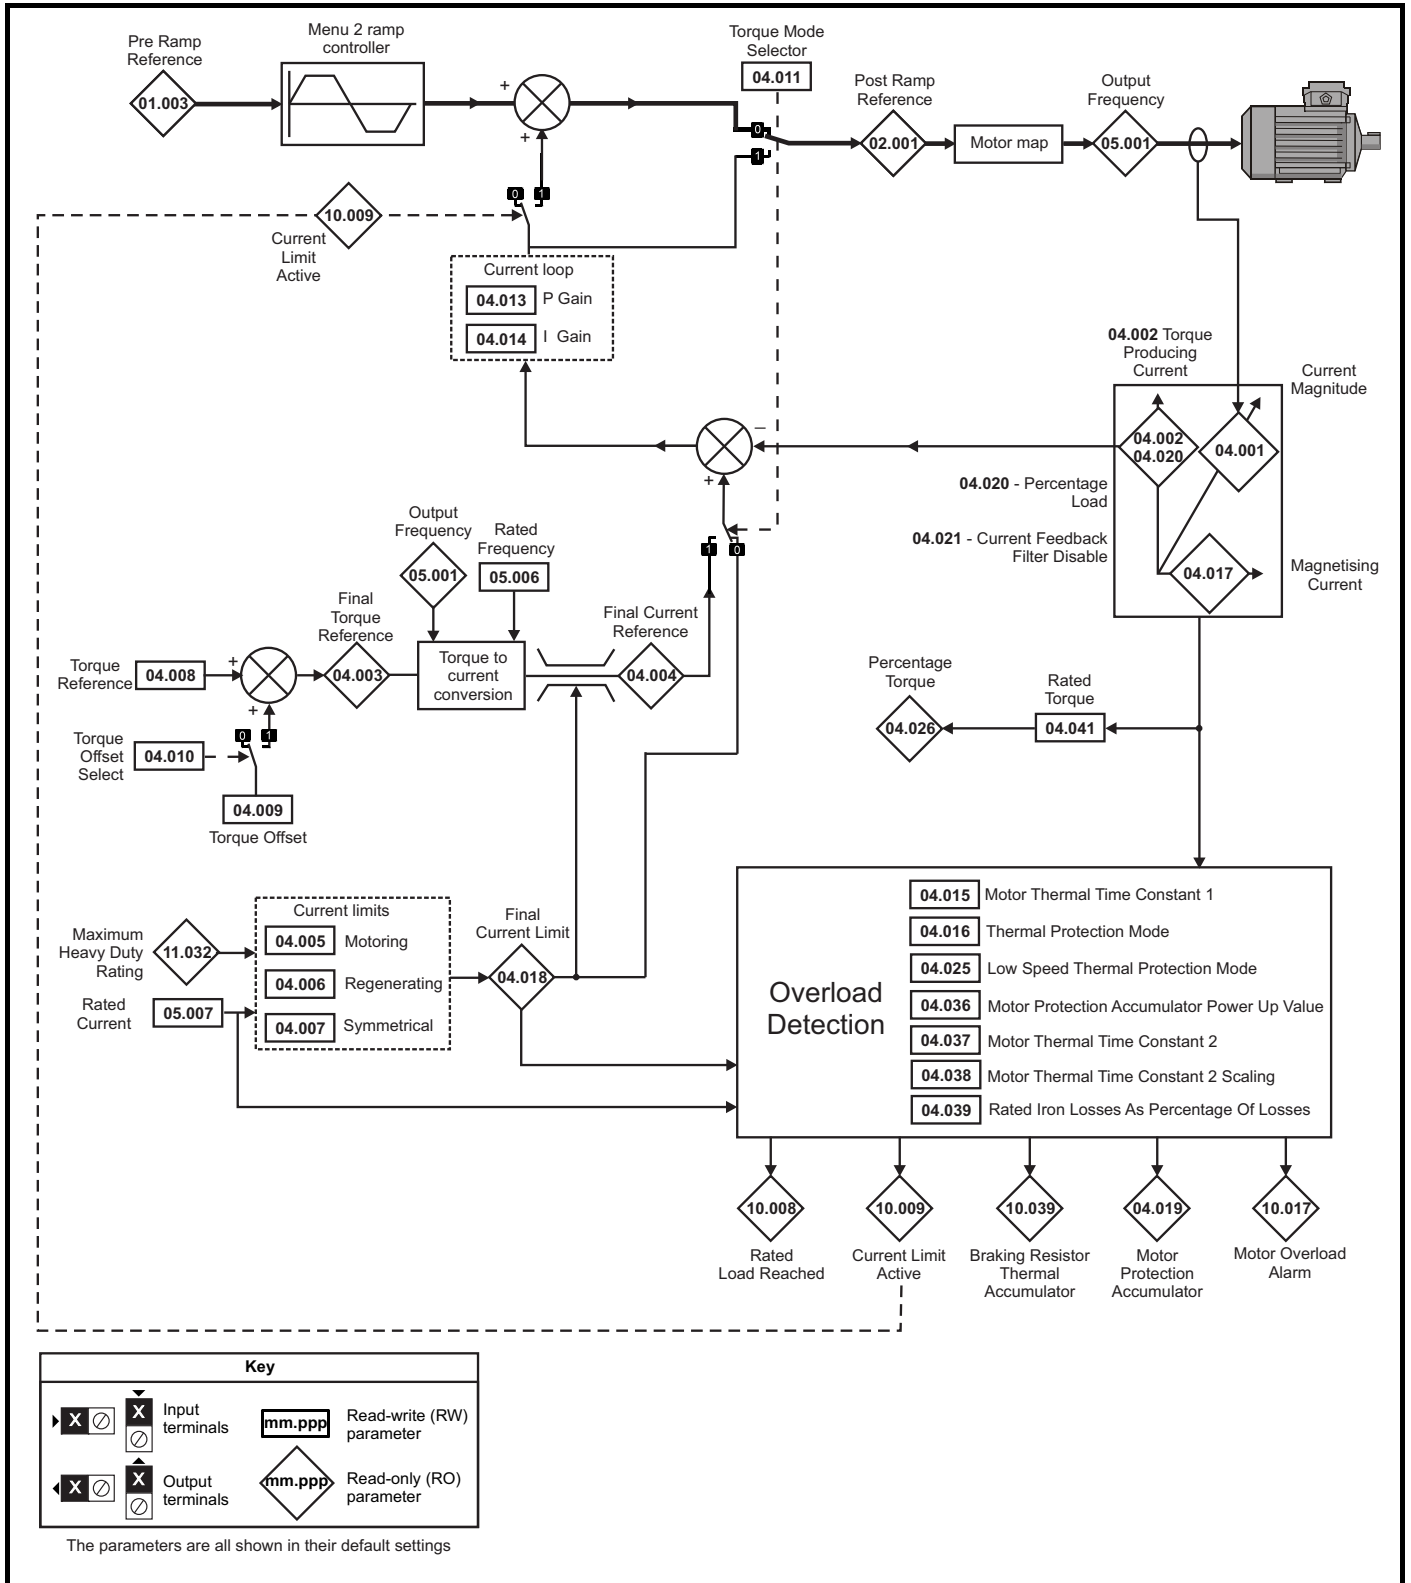 Pre Ramp
Reference
01.003
Menu 2 ramp
controller
+
+
Torque Mode
Selector
04.011
0
1
Post Ramp
Reference
02.001
Motor map
Output
Frequency
05.001
0
1
10.009
Current
Limit
Active
Current loop
04.013 P Gain
04.014 I Gain
04.002 Torque
Producing
Current
Current
Magnitude
04.002
04.020
04.001
04.020 - Percentage
Load
04.021 - Current Feedback
Filter Disable
04.017
Magnetising
Current
–
+
1
0
Output
Frequency
05.001
Rated
Frequency
05.006
Final
Torque
Reference
04.003
Torque to
current
conversion
Final Current
Reference
04.004
Torque
Reference
04.008
+
+
0
1
Torque
Offset
Select
04.010
04.009
Torque Offset
Percentage
Torque
04.026
Rated
Torque
04.041
Maximum
Heavy Duty
Rating
11.032
Rated
Current
05.007
Current limits
04.005 Motoring
04.006 Regenerating
04.007 Symmetrical
Final
Current Limit
04.018
Overload
Detection
04.015 Motor Thermal Time Constant 1
04.016 Thermal Protection Mode
04.025 Low Speed Thermal Protection Mode
04.036 Motor Protection Accumulator Power Up Value
04.037 Motor Thermal Time Constant 2
04.038 Motor Thermal Time Constant 2 Scaling
04.039 Rated Iron Losses As Percentage Of Losses
10.008
Rated
Load Reached
10.009
Current Limit
Active
10.039
Braking Resistor
Thermal
Accumulator
04.019
Motor
Protection
Accumulator
10.017
Motor Overload
Alarm
Key
X
X
Input
terminals
mm.ppp
Read-write (RW)
parameter
X
X
Output
terminals
mm.ppp
Read-only (RO)
parameter
The parameters are all shown in their default settings